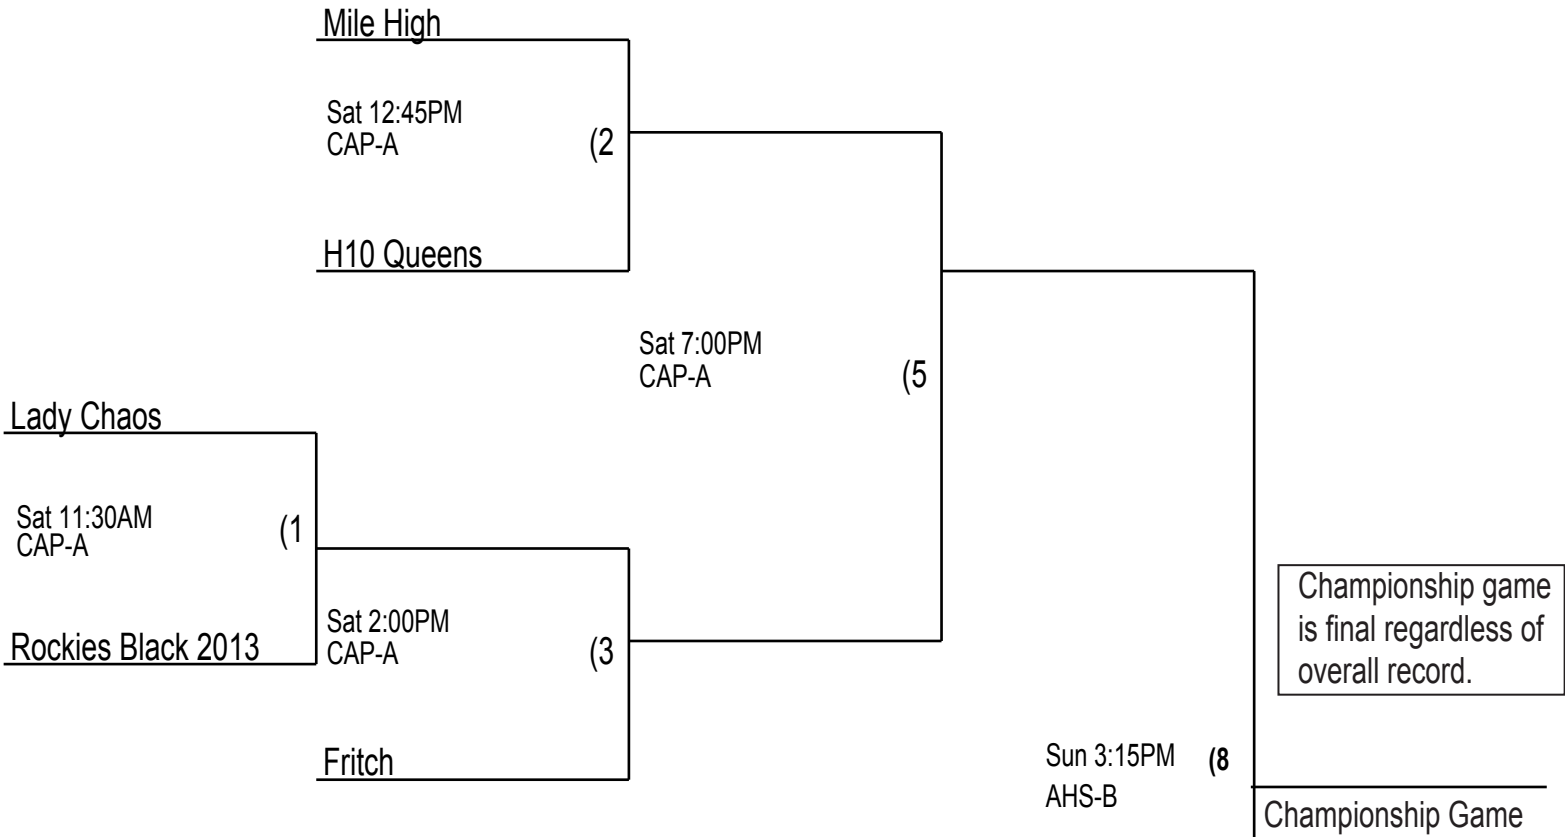 Mile High
Sat 12:45PM
CAP-A
(2
H10 Queens
Sat 7:00PM
CAP-A
(5
Lady Chaos
Sat 11:30AM
CAP-A
(1
Rockies Black 2013
Sat 2:00PM
CAP-A
(3
Fritch
Championship game
is final regardless of
overall record.
Sun 3:15PM
(8
AHS-B
Championship Game